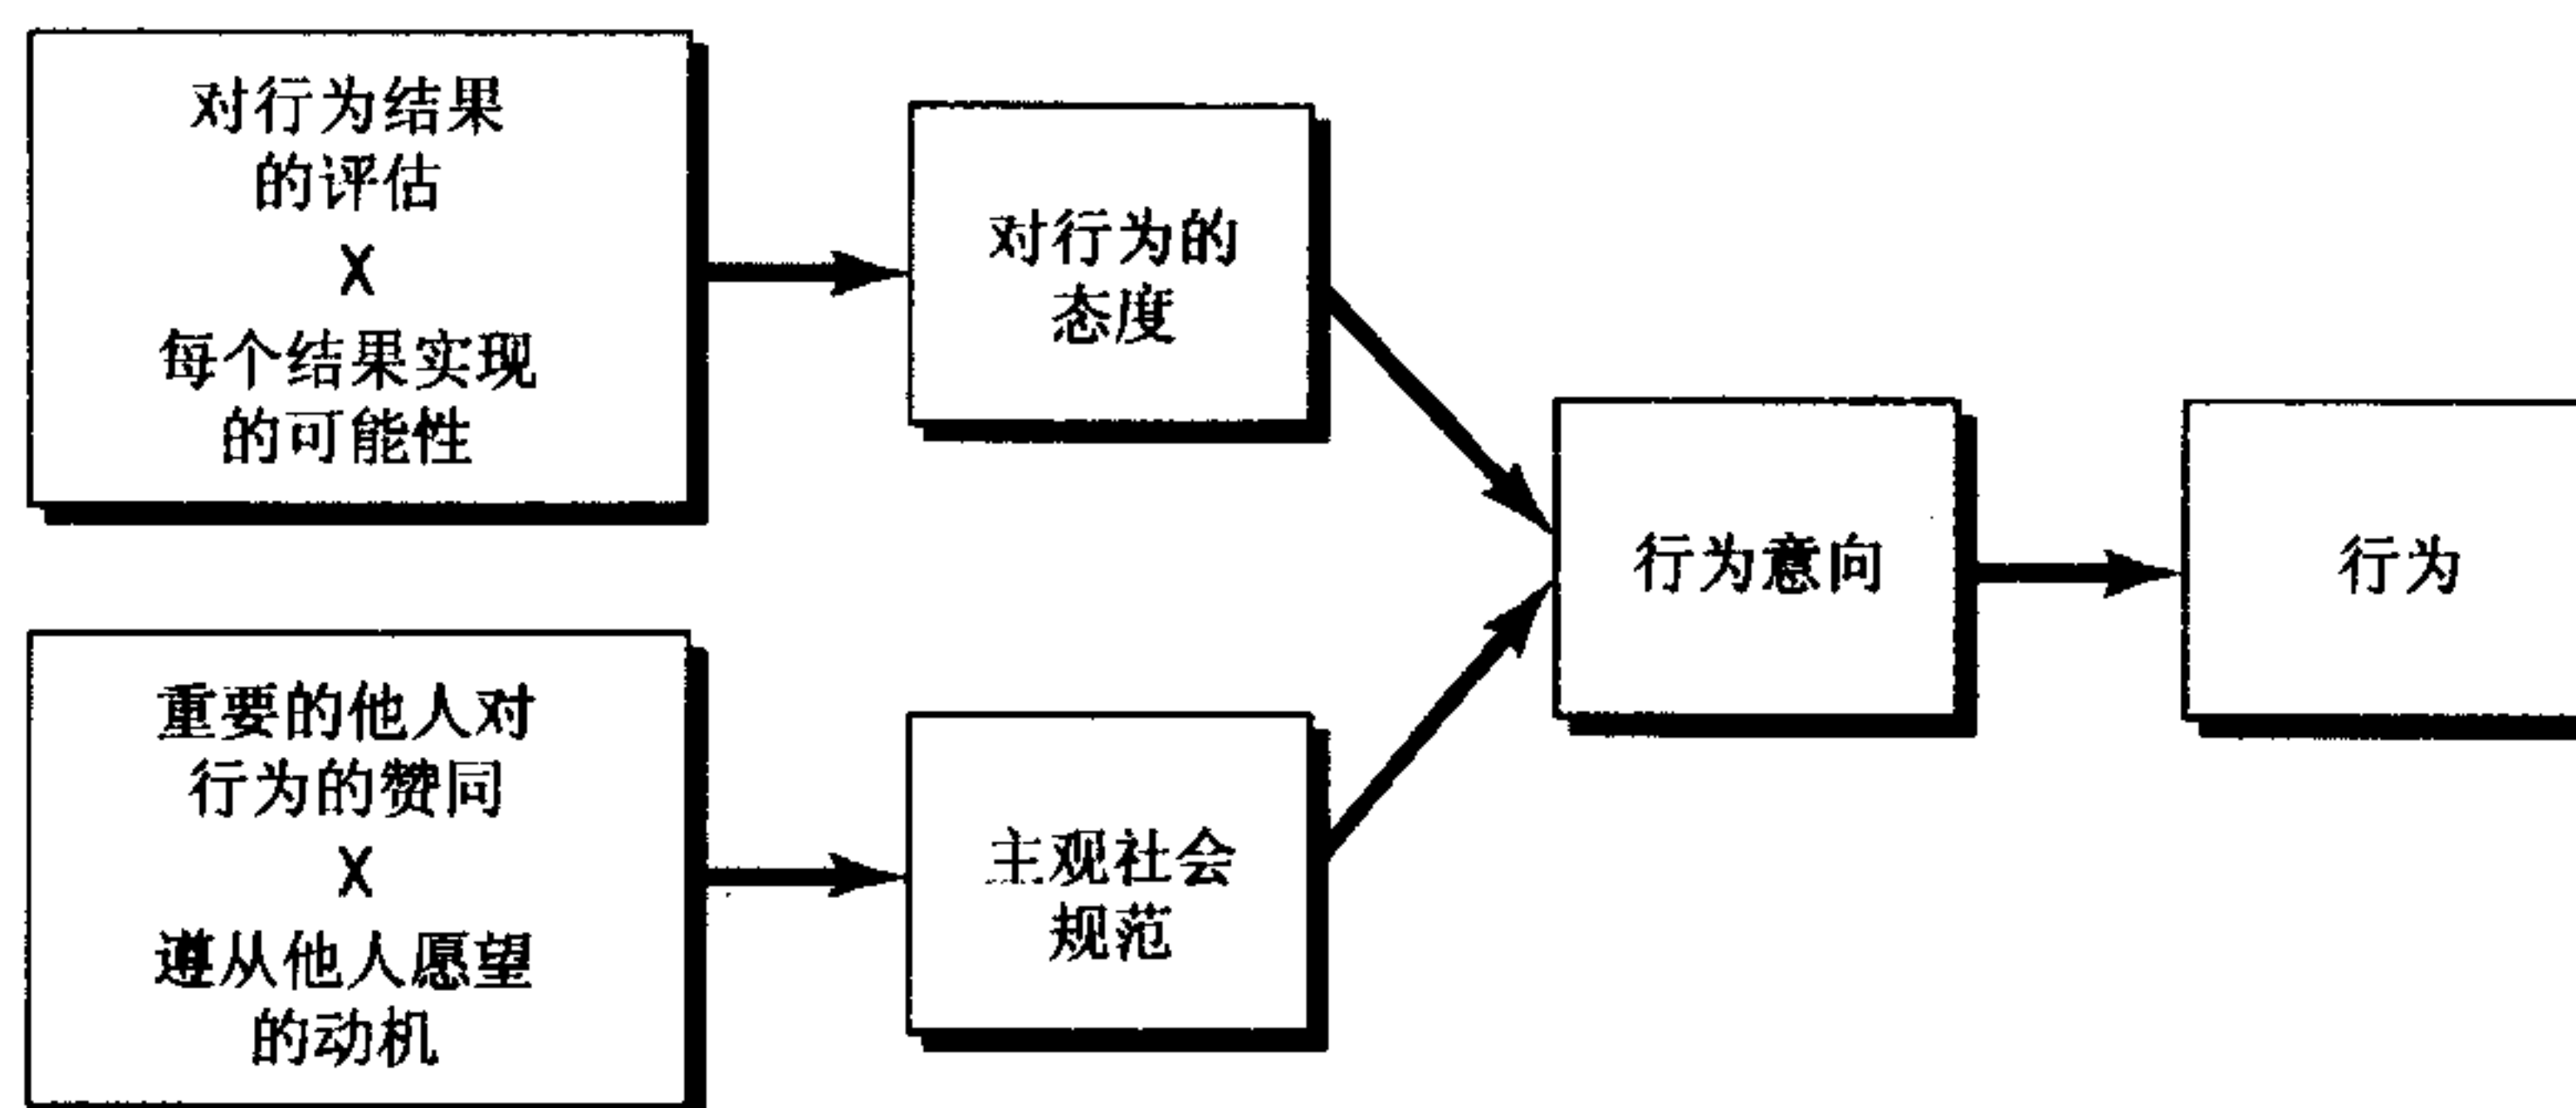 对行为结果
的评估
X
每个结果实现
的可能性
对行为的
态度
重要的他人对
行为的赞同
X
遵从他人愿望
的动机
主观社会
规范
行为意向
行为